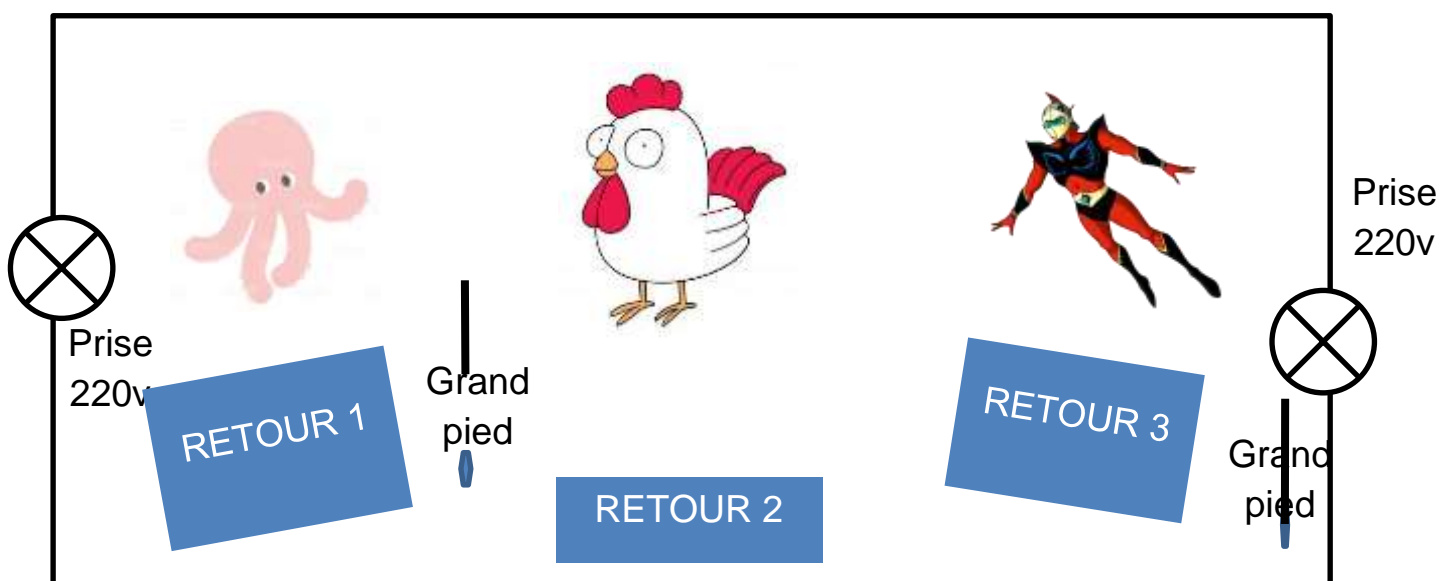 Prise
220v
Prise
220v
RETOUR 1
Grand
pied
RETOUR 2
RETOUR 3
Grand
pied